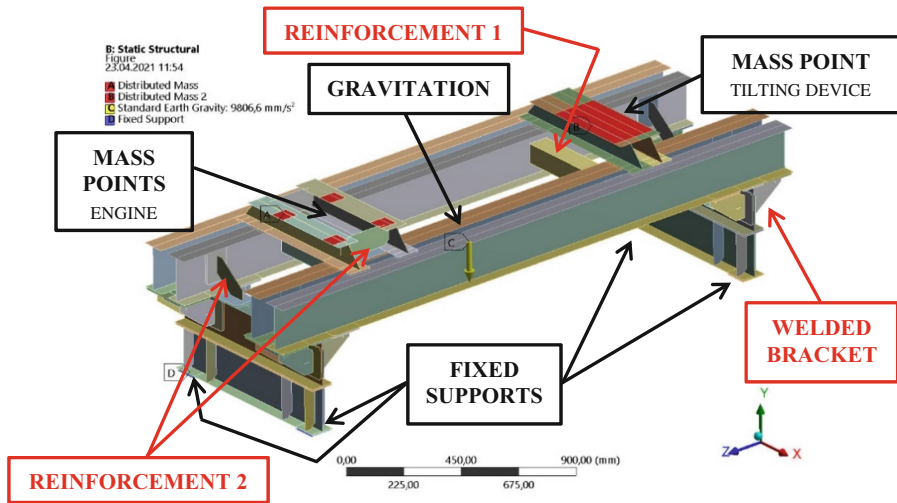 B: Static Structural
Figure
23.04.2021 11:54
A Distributed Mass
B Distributed Mass 2
C Standard Earth Gravity: 9806,6 mm/s²
D Fixed Support
REINFORCEMENT 1
GRAVITATION
MASS POINT
TILTING DEVICE
MASS
POINTS
ENGINE
B
A
C
D
WELDED
BRACKET
FIXED
SUPPORTS
REINFORCEMENT 2
0,00
450,00
900,00 (mm)
225,00
675,00
Y
Z
X